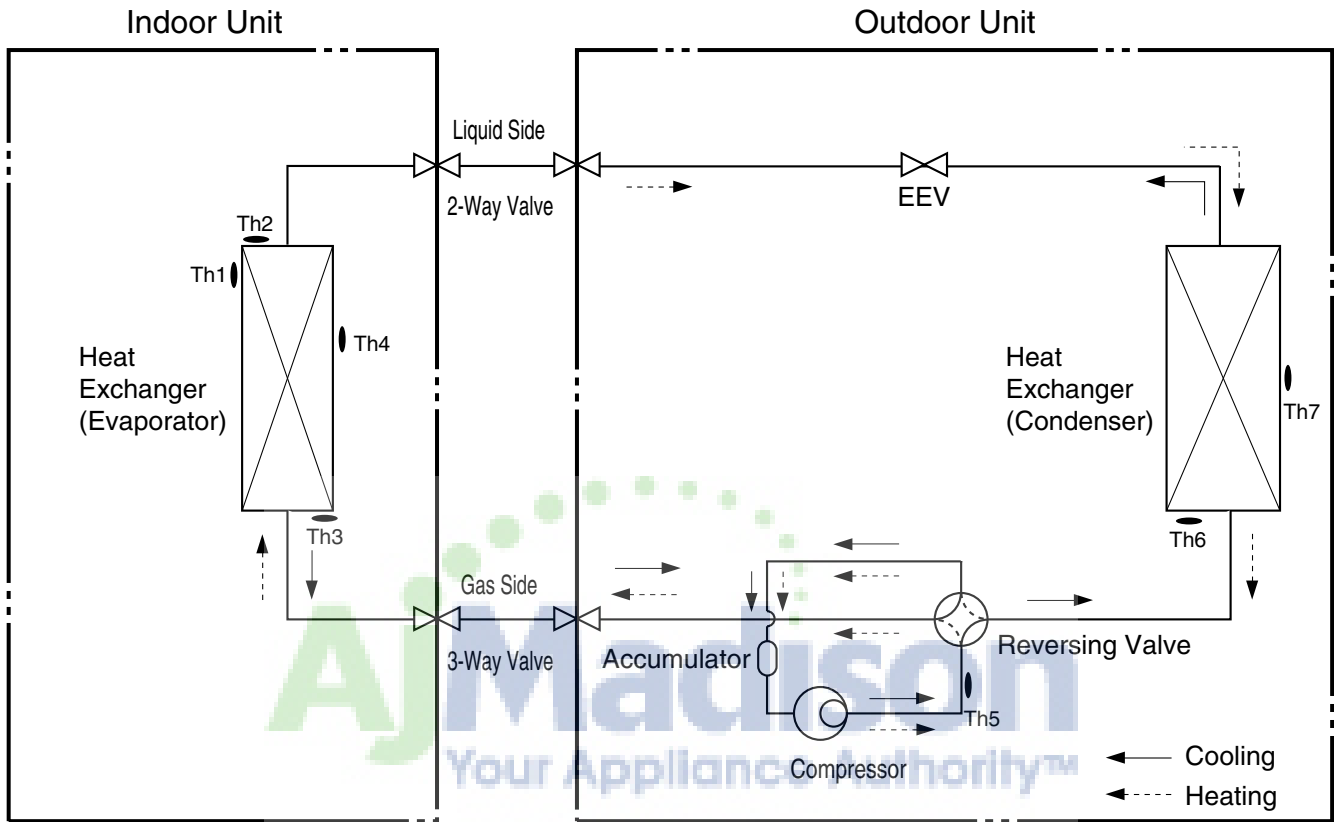 Indoor Unit
Outdoor Unit
Liquid Side
2-Way Valve
EEV
Th2
Th1
Th4
Heat
Exchanger
(Evaporator)
Heat
Exchanger
(Condenser)
Th7
Th3
Th6
Gas Side
3-Way Valve
Accumulator
Reversing Valve
Th5
Compressor
Cooling
Heating
AjMadison
Your Appliance Authority™